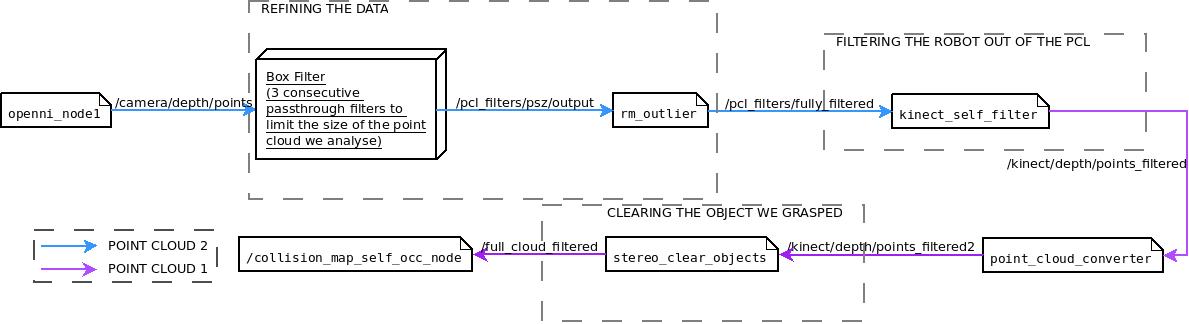 REFINING THE DATA
FILTERING THE ROBOT OUT OF THE PCL
openni_node1
/camera/depth/points
Box Filter
(3 consecutive
passthrough filters to
limit the size of the point
cloud we analyse)
/pcl_filters/psz/output
rm_outlier
/pcl_filters/fully_filtered
kinect_self_filter
/kinect/depth/points_filtered
CLEARING THE OBJECT WE GRASPED
POINT CLOUD 2
POINT CLOUD 1
/collision_map_self_occ_node
/full_cloud_filtered
stereo_clear_objects
/kinect/depth/points_filtered2
point_cloud_converter